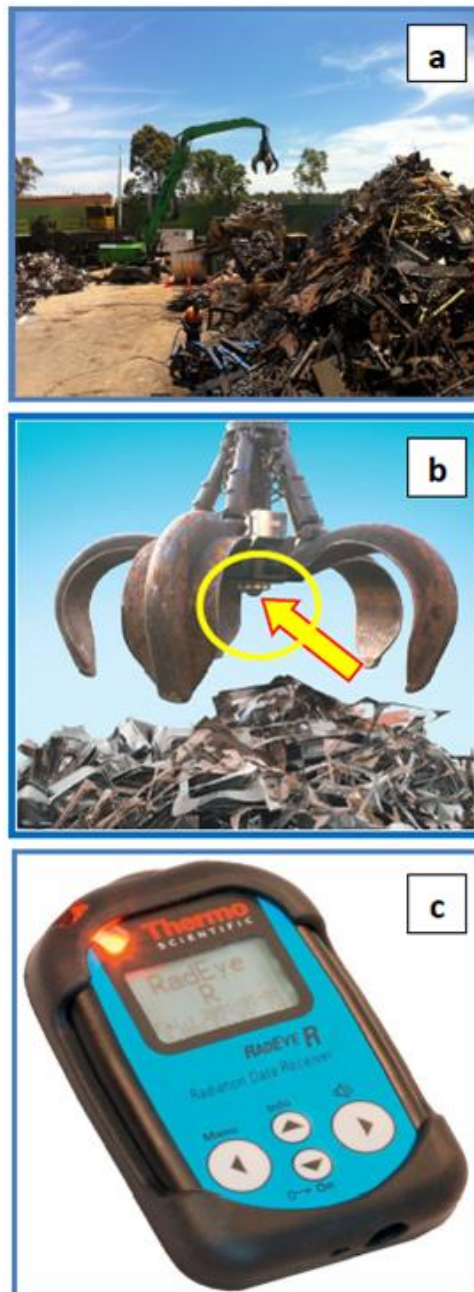 a
b
c
Thermo
SCIENTIFIC
RadEye
R
RADEYE R
Radiation Data Receiver
Menu
Info
On